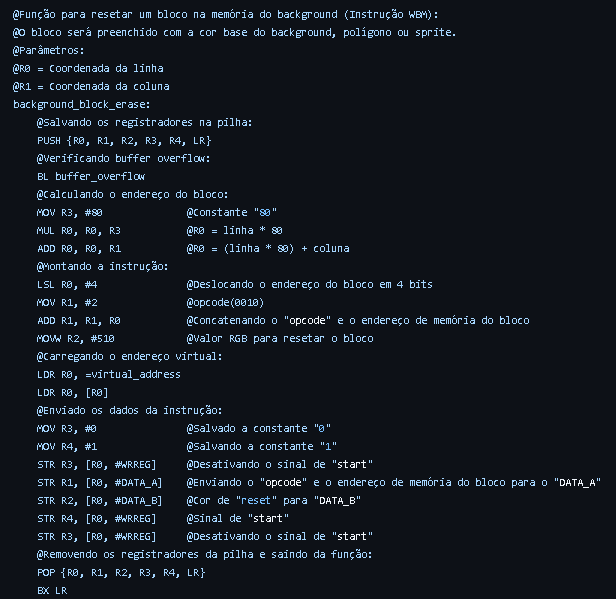 @Função para resetar um bloco na memória do background (Instrução WBM):
@O bloco será preenchido com a cor base do background, polígono ou sprite.
@Parâmetros:
@R0 = Coordenada da linha
@R1 = Coordenada da coluna
background_block_erase:
    @Salvando os registradores na pilha:
    PUSH {R0, R1, R2, R3, R4, LR}
    @Verificando buffer overflow:
    BL buffer_overflow
    @Calculando o endereço do bloco:
    MOV R3, #80              @Constante "80"
    MUL R0, R0, R3           @R0 = linha * 80
    ADD R0, R0, R1           @R0 = (linha * 80) + coluna
    @Montando a instrução:
    LSL R0, #4               @Deslocando o endereço do bloco em 4 bits
    MOV R1, #2               @opcode(0010)
    ADD R1, R1, R0           @Concatenando o "opcode" e o endereço de memória do bloco
    MOVW R2, #510            @Valor RGB para resetar o bloco
    @Carregando o endereço virtual:
    LDR R0, =virtual_address
    LDR R0, [R0]
    @Enviado os dados da instrução:
    MOV R3, #0               @Salvado a constante "0"
    MOV R4, #1               @Salvando a constante "1"
    STR R3, [R0, #WRREG]     @Desativando o sinal de "start"
    STR R1, [R0, #DATA_A]    @Enviando o "opcode" e o endereço de memória do bloco para o "DATA_A"
    STR R2, [R0, #DATA_B]    @Cor de "reset" para "DATA_B"
    STR R4, [R0, #WRREG]     @Sinal de "start"
    STR R3, [R0, #WRREG]     @Desativando o sinal de "start"
    @Removendo os registradores da pilha e saindo da função:
    POP {R0, R1, R2, R3, R4, LR}
    BX LR